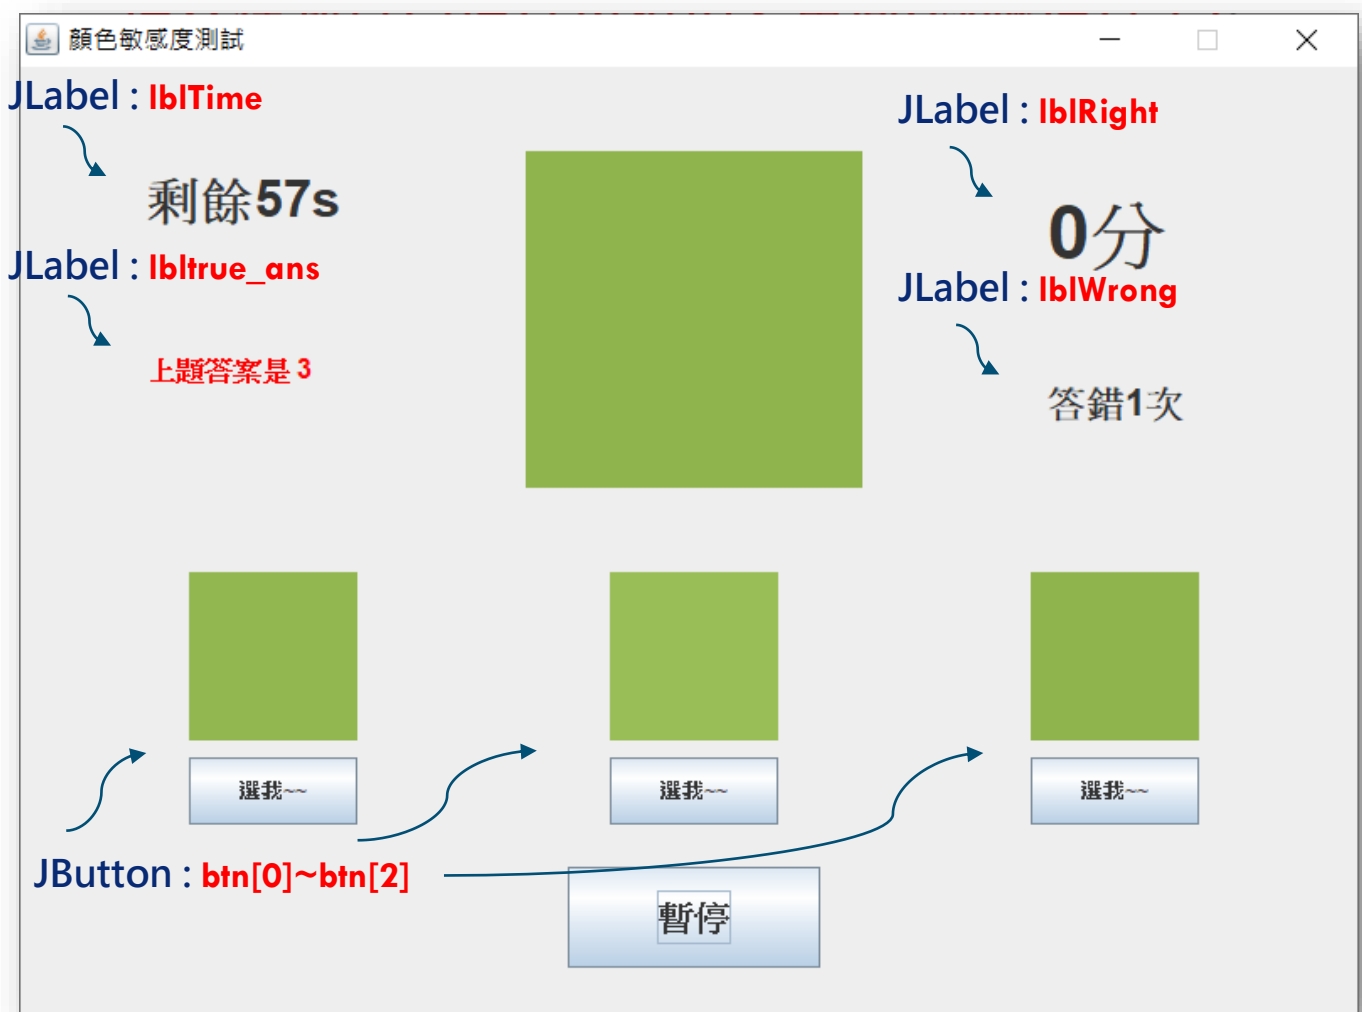 顏色敏感度測試
JLabel : lblTime
JLabel : lblRight
剩餘57s
0分
JLabel : lbltrue_ans
JLabel : lblWrong
上題答案是 3
答錯1次
選我~~
選我~~
選我~~
JButton : btn[0]~btn[2]
暫停